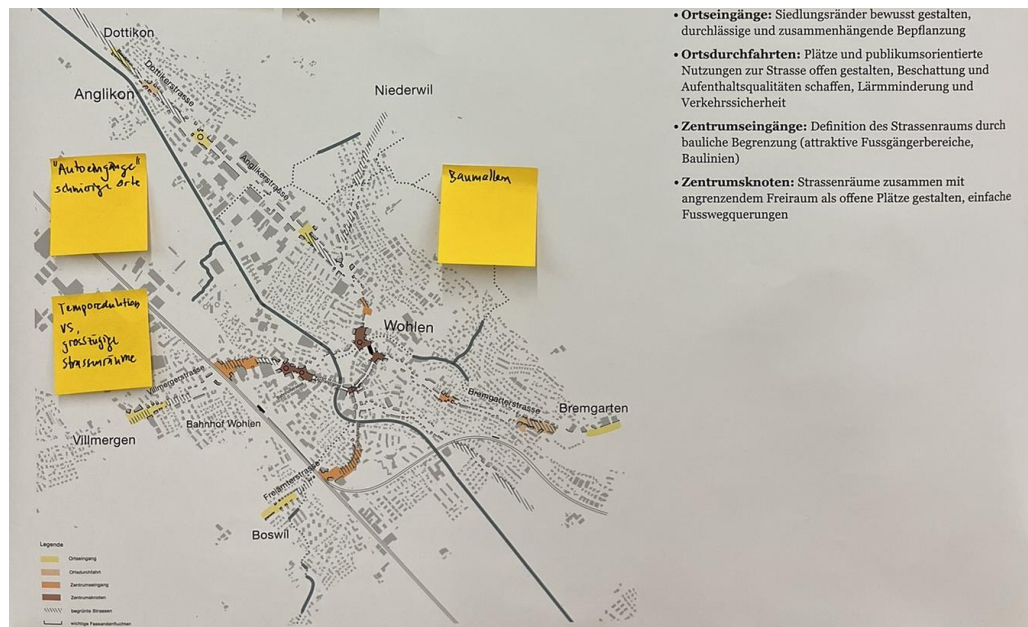 • Ortseingänge: Siedlungsränder bewusst gestalten,
durchlässige und zusammenhängende Bepflanzung
• Ortsdurchfahrten: Plätze und publikumsorientierte
Nutzungen zur Strasse offen gestalten, Beschattung und
Aufenthaltsqualitäten schaffen, Lärmminderung und
Verkehrssicherheit
• Zentrumseingänge: Definition des Strassenraums durch
bauliche Begrenzung (attraktive Fussgängerbereiche,
Baulinien)
• Zentrumsknoten: Strassenräume zusammen mit
angrenzendem Freiraum als offene Plätze gestalten, einfache
Fusswegquerungen
Dottikon
Dottikerstrasse
Anglikon
Niederwil
Anglikerstrasse
"Autoeingänge"
schwierige Orte
Baumalleen
Temporeduktion
vs.
grosszügige
Strassenräume
Wohlen
Villmergerstrasse
Bremgarterstrasse
Bremgarten
Bahnhof Wohlen
Villmergen
Freiämterstrasse
Boswil
Legende
Ortseingang
Ortsdurchfahrt
Zentrumseingang
Zentrumsknoten
begrünte Strassen
wichtige Fassadenfluchten